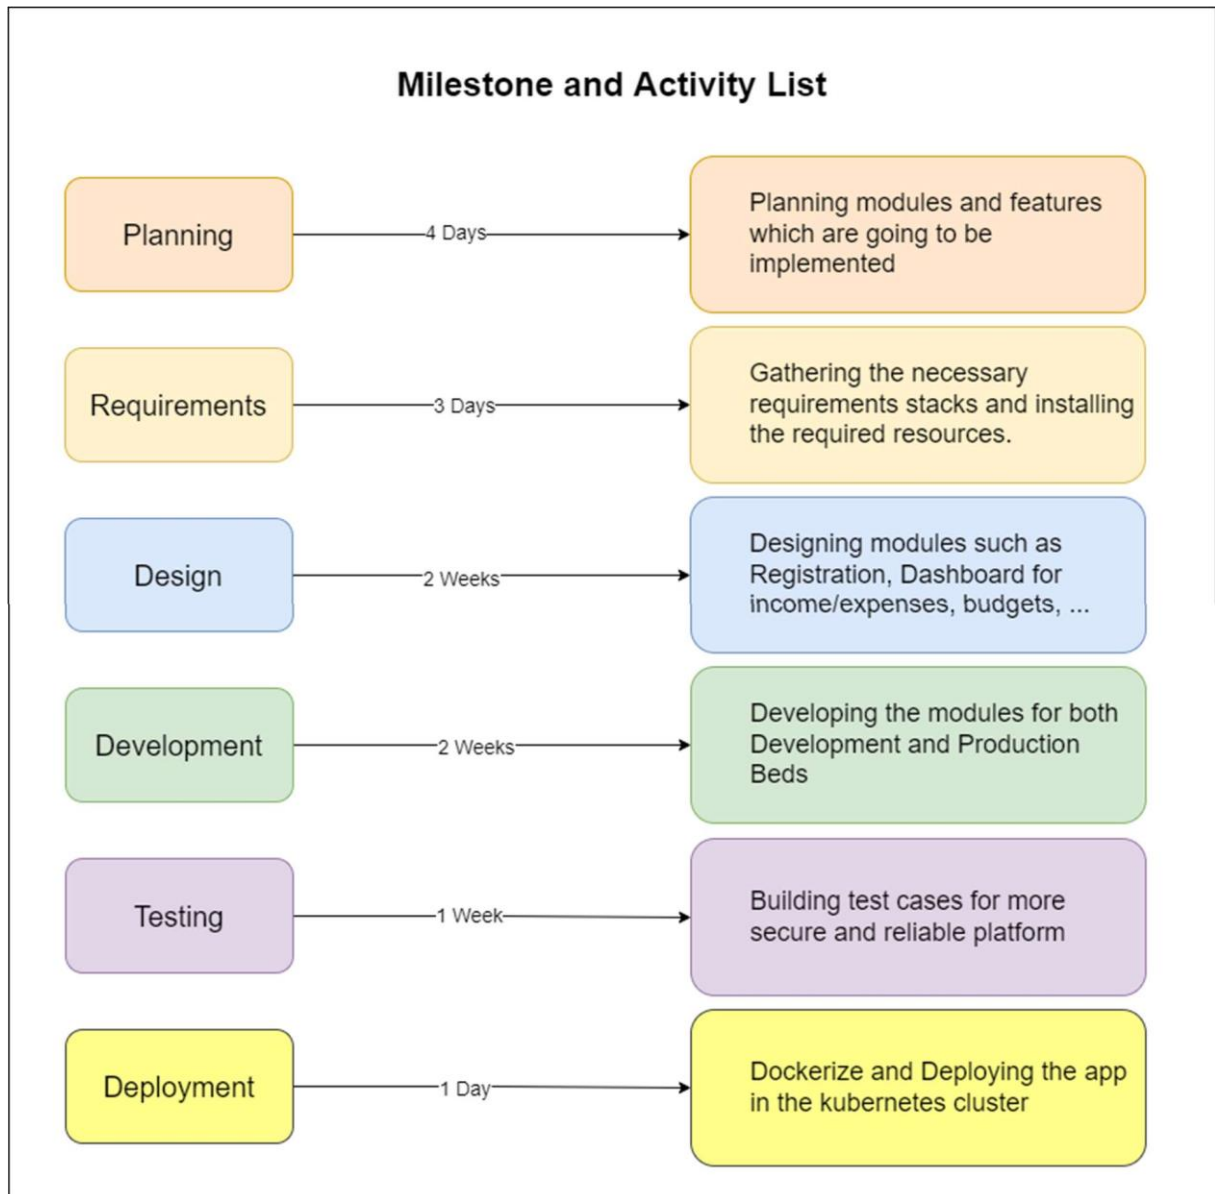 Milestone and Activity List
Planning
4 Days
Planning modules and features
which are going to be
implemented
Requirements
3 Days
Gathering the necessary
requirements stacks and installing
the required resources.
Design
2 Weeks
Designing modules such as
Registration, Dashboard for
income/expenses, budgets, ...
Development
2 Weeks
Developing the modules for both
Development and Production
Beds
Testing
1 Week
Building test cases for more
secure and reliable platform
Deployment
1 Day
Dockerize and Deploying the app
in the kubernetes cluster